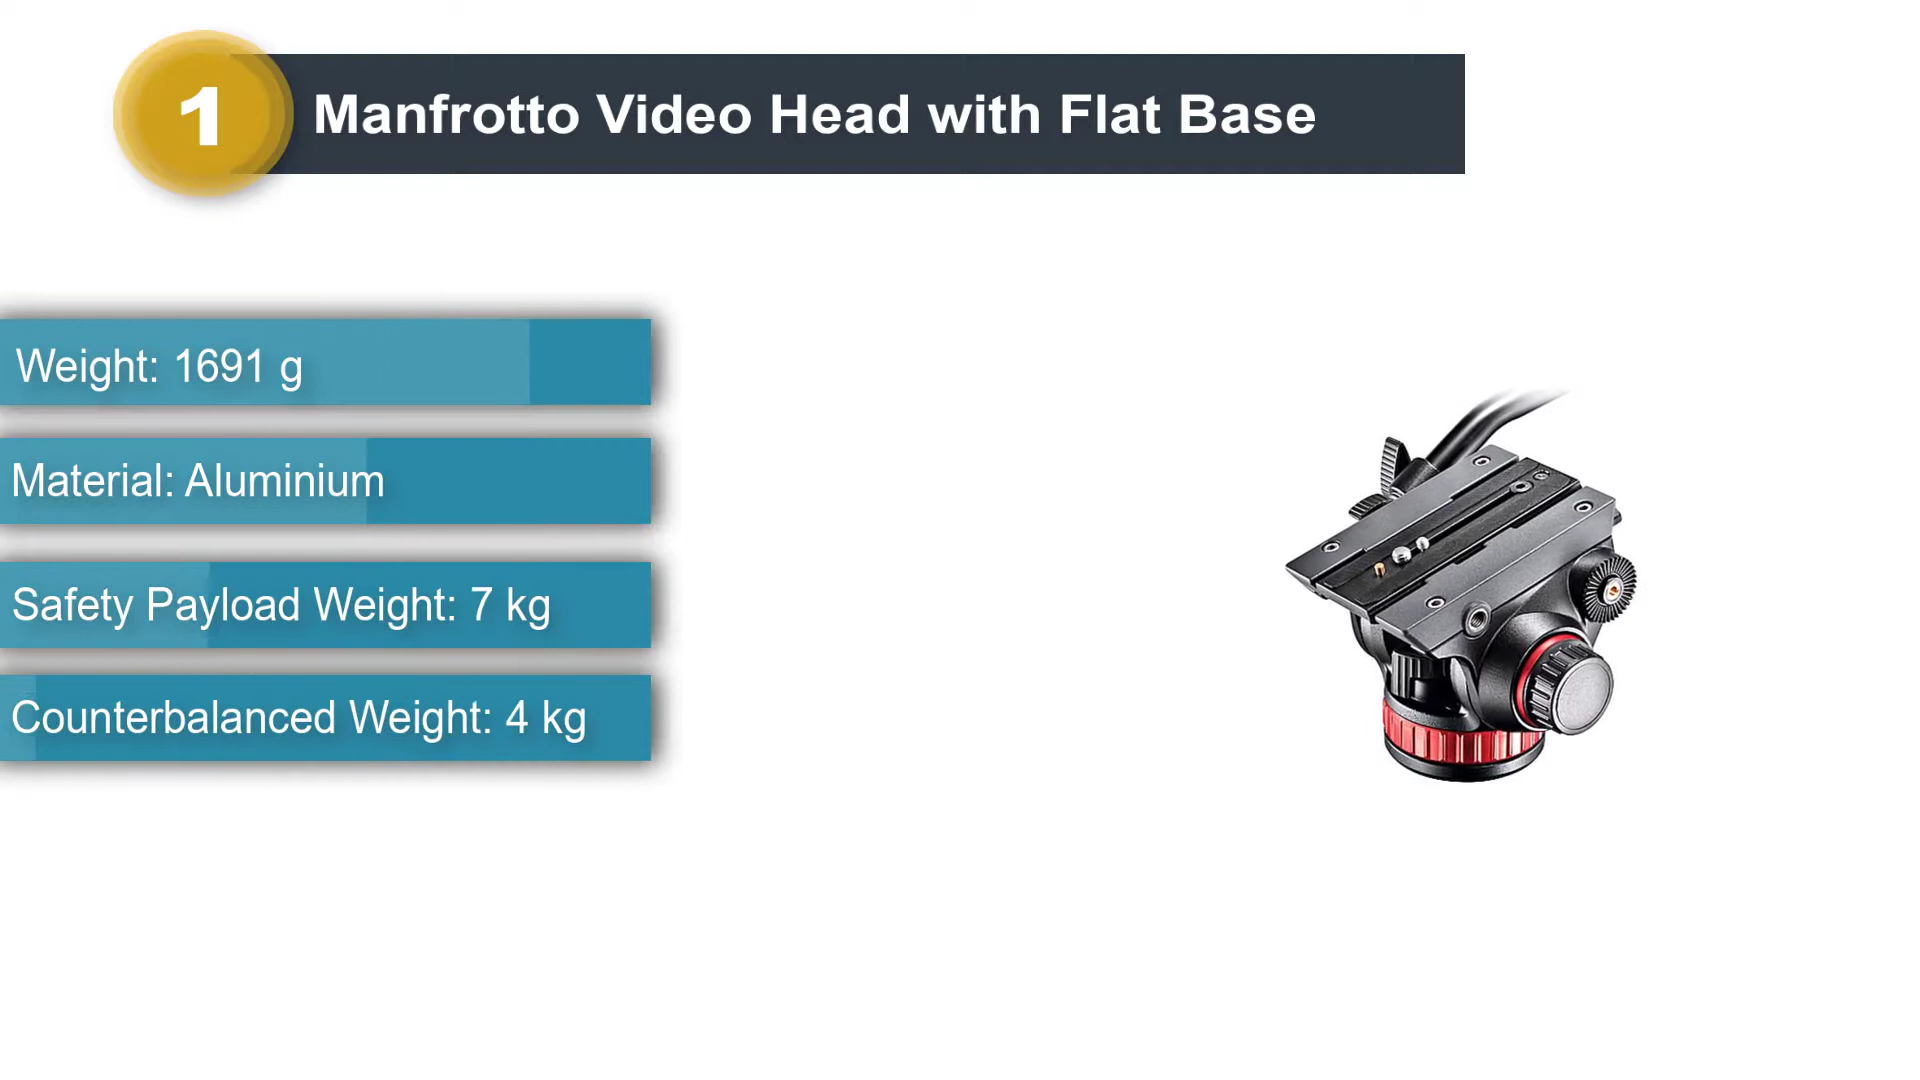 1
Manfrotto Video Head with Flat Base
Weight: 1691 g
Material: Aluminium
Safety Payload Weight: 7 kg
Counterbalanced Weight: 4 kg